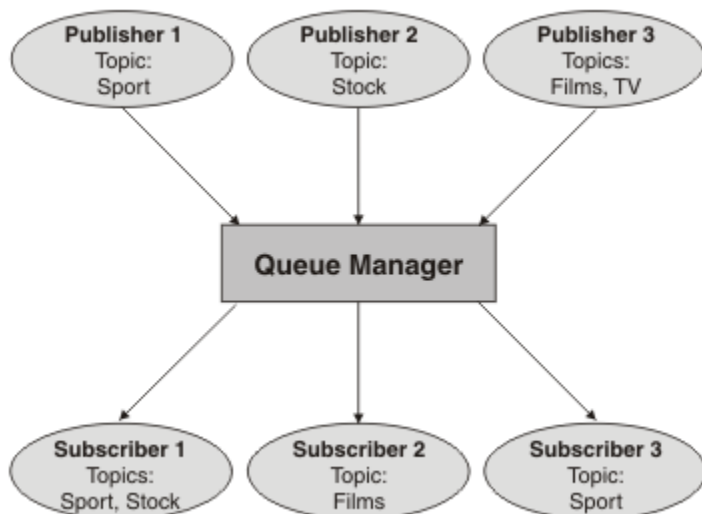 Publisher 1
Topic:
Sport
Publisher 2
Topic:
Stock
Publisher 3
Topics:
Films, TV
Queue Manager
Subscriber 1
Topics:
Sport, Stock
Subscriber 2
Topic:
Films
Subscriber 3
Topic:
Sport